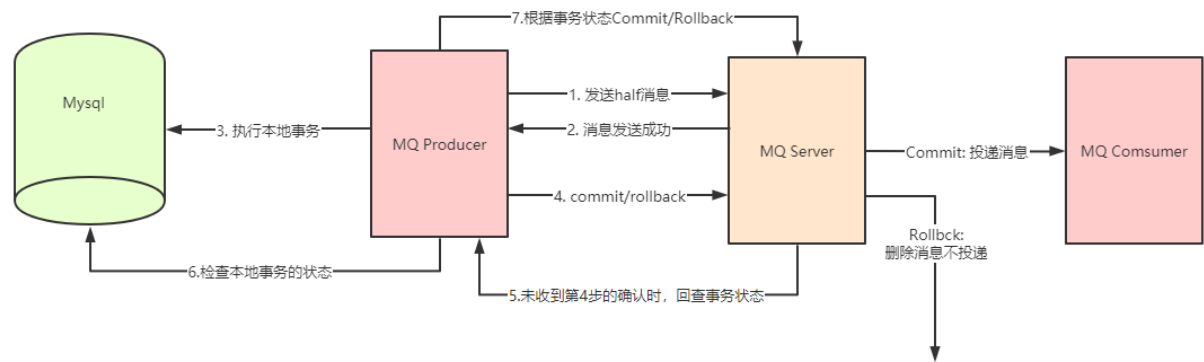 7.根据事务状态Commit/Rollback
Mysql
1. 发送half消息
3. 执行本地事务
MQ Producer
2. 消息发送成功
MQ Server
Commit: 投递消息
MQ Comsumer
4. commit/rollback
Rollbck:
删除消息不投递
6.检查本地事务的状态
5.未收到第4步的确认时，回查事务状态